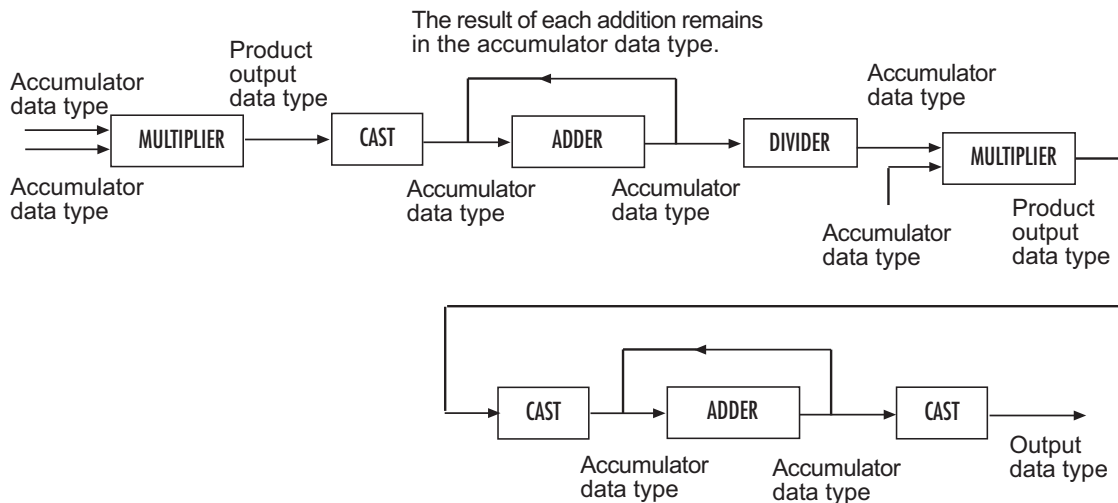 The result of each addition remains
in the accumulator data type.
Accumulator
data type
Product
output
data type
Accumulator
data type
MULTIPLIER
CAST
ADDER
DIVIDER
MULTIPLIER
Accumulator
data type
Accumulator
data type
Accumulator
data type
Accumulator
data type
Product
output
data type
CAST
ADDER
CAST
Accumulator
data type
Accumulator
data type
Output
data type